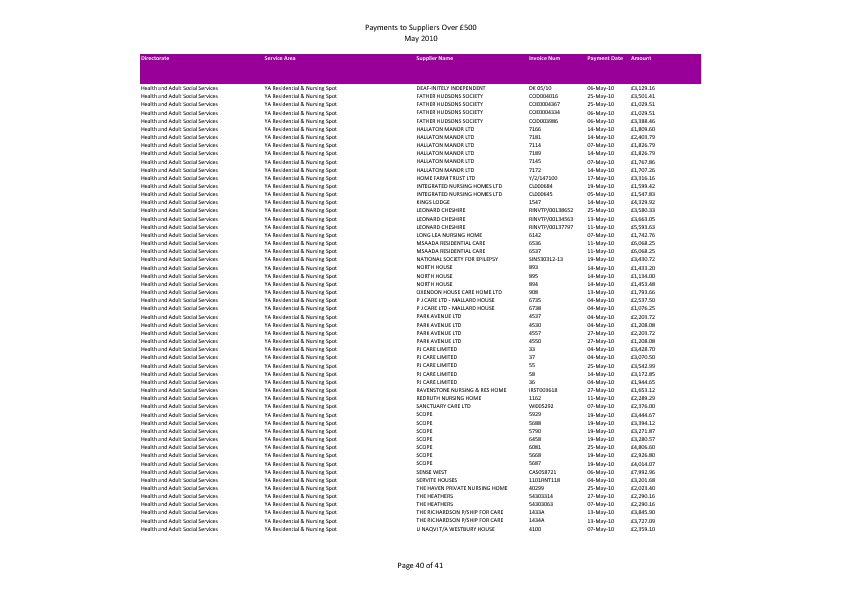 Payments to Suppliers Over £500
May 2010
Directorate Service Area Supplier Name Invoice Num Payment Date Amount
Health and Adult Social Services YA Residential & Nursing Spot DEAF-INITELY INDEPENDENT DK 05/10 06-May-10 £3,129.16
Health and Adult Social Services YA Residential & Nursing Spot FATHER HUDSONS SOCIETY COD004016 25-May-10 £3,501.41
Health and Adult Social Services YA Residential & Nursing Spot FATHER HUDSONS SOCIETY COE0004367 25-May-10 £1,029.51
Health and Adult Social Services YA Residential & Nursing Spot FATHER HUDSONS SOCIETY COE0004334 06-May-10 £1,029.51
Health and Adult Social Services YA Residential & Nursing Spot FATHER HUDSONS SOCIETY COD003986 06-May-10 £3,388.46
Health and Adult Social Services YA Residential & Nursing Spot HALLATON MANOR LTD 7166 14-May-10 £1,809.60
Health and Adult Social Services YA Residential & Nursing Spot HALLATON MANOR LTD 7181 14-May-10 £2,403.79
Health and Adult Social Services YA Residential & Nursing Spot HALLATON MANOR LTD 7114 07-May-10 £1,826.79
Health and Adult Social Services YA Residential & Nursing Spot HALLATON MANOR LTD 7189 14-May-10 £1,826.79
Health and Adult Social Services YA Residential & Nursing Spot HALLATON MANOR LTD 7145 07-May-10 £1,767.86
Health and Adult Social Services YA Residential & Nursing Spot HALLATON MANOR LTD 7172 14-May-10 £1,707.26
Health and Adult Social Services YA Residential & Nursing Spot HOME FARM TRUST LTD Y/2/147100 17-May-10 £3,316.16
Health and Adult Social Services YA Residential & Nursing Spot INTEGRATED NURSING HOMES LTD CL000684 19-May-10 £1,599.42
Health and Adult Social Services YA Residential & Nursing Spot INTEGRATED NURSING HOMES LTD CL000645 05-May-10 £1,547.83
Health and Adult Social Services YA Residential & Nursing Spot KINGS LODGE 1547 14-May-10 £4,329.92
Health and Adult Social Services YA Residential & Nursing Spot LEONARD CHESHIRE RINVTP/00138652 25-May-10 £3,580.33
Health and Adult Social Services YA Residential & Nursing Spot LEONARD CHESHIRE RINVTP/00134563 13-May-10 £3,663.05
Health and Adult Social Services YA Residential & Nursing Spot LEONARD CHESHIRE RINVTP/00137797 11-May-10 £5,593.63
Health and Adult Social Services YA Residential & Nursing Spot LONG LEA NURSING HOME 6142 07-May-10 £1,742.76
Health and Adult Social Services YA Residential & Nursing Spot MSAADA RESIDENTIAL CARE 6536 11-May-10 £6,068.25
Health and Adult Social Services YA Residential & Nursing Spot MSAADA RESIDENTIAL CARE 6537 11-May-10 £6,068.25
Health and Adult Social Services YA Residential & Nursing Spot NATIONAL SOCIETY FOR EPILEPSY SIN530312-13 19-May-10 £3,430.72
Health and Adult Social Services YA Residential & Nursing Spot NORTH HOUSE 893 14-May-10 £1,433.20
Health and Adult Social Services YA Residential & Nursing Spot NORTH HOUSE 895 14-May-10 £1,134.00
Health and Adult Social Services YA Residential & Nursing Spot NORTH HOUSE 894 14-May-10 £1,453.48
Health and Adult Social Services YA Residential & Nursing Spot OXENDON HOUSE CARE HOME LTD 908 13-May-10 £1,793.66
Health and Adult Social Services YA Residential & Nursing Spot P J CARE LTD - MALLARD HOUSE 6735 04-May-10 £2,537.50
Health and Adult Social Services YA Residential & Nursing Spot P J CARE LTD - MALLARD HOUSE 6738 04-May-10 £1,076.25
Health and Adult Social Services YA Residential & Nursing Spot PARK AVENUE LTD 4537 04-May-10 £2,203.72
Health and Adult Social Services YA Residential & Nursing Spot PARK AVENUE LTD 4530 04-May-10 £1,208.08
Health and Adult Social Services YA Residential & Nursing Spot PARK AVENUE LTD 4557 27-May-10 £2,203.72
Health and Adult Social Services YA Residential & Nursing Spot PARK AVENUE LTD 4550 27-May-10 £1,208.08
Health and Adult Social Services YA Residential & Nursing Spot PJ CARE LIMITED 33 04-May-10 £3,428.70
Health and Adult Social Services YA Residential & Nursing Spot PJ CARE LIMITED 37 04-May-10 £3,070.50
Health and Adult Social Services YA Residential & Nursing Spot PJ CARE LIMITED 55 25-May-10 £3,542.99
Health and Adult Social Services YA Residential & Nursing Spot PJ CARE LIMITED 58 14-May-10 £3,172.85
Health and Adult Social Services YA Residential & Nursing Spot PJ CARE LIMITED 36 04-May-10 £1,944.65
Health and Adult Social Services YA Residential & Nursing Spot RAVENSTONE NURSING & RES HOME IRST003618 27-May-10 £1,653.12
Health and Adult Social Services YA Residential & Nursing Spot REDRUTH NURSING HOME 1162 11-May-10 £2,289.29
Health and Adult Social Services YA Residential & Nursing Spot SANCTUARY CARE LTD WI005292 07-May-10 £2,376.00
Health and Adult Social Services YA Residential & Nursing Spot SCOPE 5929 19-May-10 £3,444.67
Health and Adult Social Services YA Residential & Nursing Spot SCOPE 5688 19-May-10 £3,394.12
Health and Adult Social Services YA Residential & Nursing Spot SCOPE 5790 19-May-10 £3,271.87
Health and Adult Social Services YA Residential & Nursing Spot SCOPE 6458 19-May-10 £3,280.57
Health and Adult Social Services YA Residential & Nursing Spot SCOPE 6081 25-May-10 £4,806.60
Health and Adult Social Services YA Residential & Nursing Spot SCOPE 5668 19-May-10 £2,926.80
Health and Adult Social Services YA Residential & Nursing Spot SCOPE 5687 19-May-10 £4,014.07
Health and Adult Social Services YA Residential & Nursing Spot SENSE WEST CAS058721 06-May-10 £7,992.96
Health and Adult Social Services YA Residential & Nursing Spot SERVITE HOUSES 1101RNT118 04-May-10 £3,201.68
Health and Adult Social Services YA Residential & Nursing Spot THE HAVEN PRIVATE NURSING HOME 40299 25-May-10 £2,023.40
Health and Adult Social Services YA Residential & Nursing Spot THE HEATHERS 54303314 27-May-10 £2,290.16
Health and Adult Social Services YA Residential & Nursing Spot THE HEATHERS 54303063 07-May-10 £2,290.16
Health and Adult Social Services YA Residential & Nursing Spot THE RICHARDSON P/SHIP FOR CARE 1433A 13-May-10 £3,845.90
Health and Adult Social Services YA Residential & Nursing Spot THE RICHARDSON P/SHIP FOR CARE 1434A 13-May-10 £3,727.09
Health and Adult Social Services YA Residential & Nursing Spot U NAQVI T/A WESTBURY HOUSE 4100 07-May-10 £2,359.10
Page 40 of 41